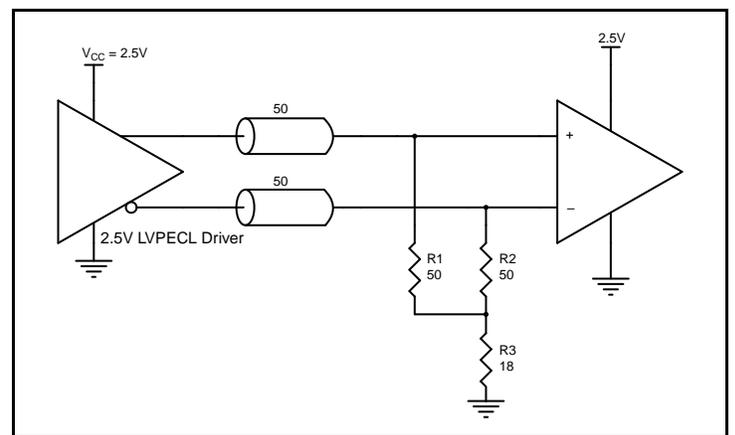 2.5V
VCC = 2.5V
50
+
50
–
2.5V LVPECL Driver
R1
50
R2
50
R3
18